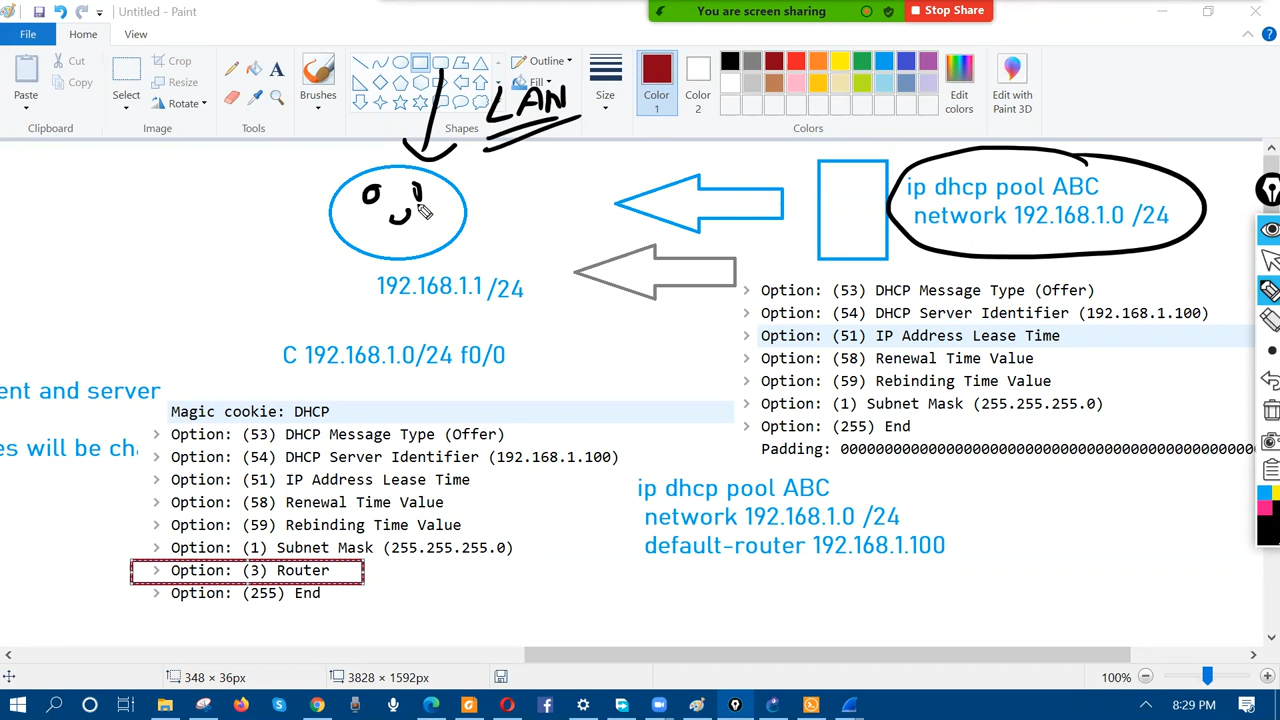 Untitled - Paint
You are screen sharing
Stop Share
File
Home
View
Paste
Cut
Copy
Clipboard
Select
Crop
Resize
Rotate
Image
A
Tools
Brushes
Outline
Fill
Shapes
Size
Color
1
Color
2
Edit
colors
Colors
Edit with
Paint 3D
LAN
ip dhcp pool ABC
network 192.168.1.0 /24
192.168.1.1 /24
C 192.168.1.0/24 f0/0
ent and server
es will be cha
Option: (53) DHCP Message Type (Offer)
Option: (54) DHCP Server Identifier (192.168.1.100)
Option: (51) IP Address Lease Time
Option: (58) Renewal Time Value
Option: (59) Rebinding Time Value
Option: (1) Subnet Mask (255.255.255.0)
Option: (255) End
Padding: 000000000000000000000000000000000000000000000000
Magic cookie: DHCP
Option: (53) DHCP Message Type (Offer)
Option: (54) DHCP Server Identifier (192.168.1.100)
Option: (51) IP Address Lease Time
Option: (58) Renewal Time Value
Option: (59) Rebinding Time Value
Option: (1) Subnet Mask (255.255.255.0)
Option: (3) Router
Option: (255) End
ip dhcp pool ABC
network 192.168.1.0 /24
default-router 192.168.1.100
348 × 36px
3828 × 1592px
100%
8:29 PM